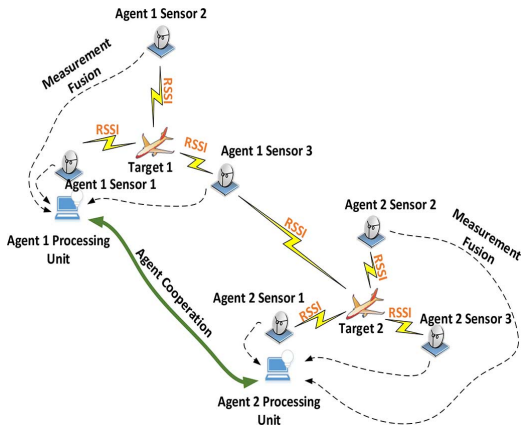 Agent 1 Sensor 2
Measurement
Fusion
RSSI
RSSI
RSSI
Target 1
Agent 1 Sensor 3
Agent 1 Sensor 1
Agent 1 Processing
Unit
Agent Cooperation
RSSI
Agent 2 Sensor 2
Measurement
Fusion
RSSI
Agent 2 Sensor 1
RSSI
Target 2
RSSI
Agent 2 Sensor 3
Agent 2 Processing
Unit